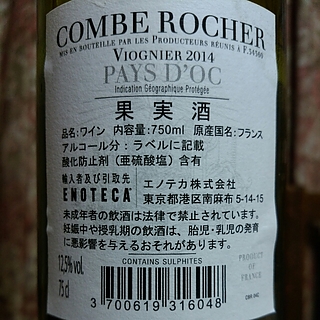 COMBE ROCHER
MIS EN BOUTEILLE PAR LES PRODUCTEURS RÉUNIS À F.34360
VIOGNIER 2014
PAYS D'OC
Indication Géographique Protégée
果実酒
品名:ワイン 内容量:750ml 原産国名:フランス
アルコール分:ラベルに記載
酸化防止剤(亜硫酸塩)含有
輸入者及び引取先 エノテカ株式会社
ENOTECA 東京都港区南麻布5-14-15
未成年者の飲酒は法律で禁止されています。
妊娠中や授乳期の飲酒は、胎児・乳児の発育
に悪影響を与えるおそれがあります。
12,5% vol.
75 cl
CONTAINS SULPHITES
3 700619 316048
PRODUCT OF
FRANCE